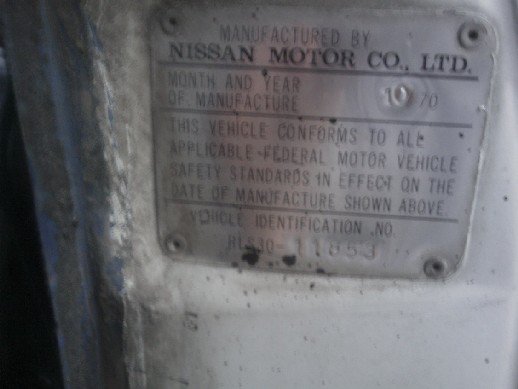 MANUFACTURED BY
NISSAN MOTOR CO., LTD.
MONTH AND YEAR
OF MANUFACTURE 10/70
THIS VEHICLE CONFORMS TO ALL
APPLICABLE FEDERAL MOTOR VEHICLE
SAFETY STANDARDS IN EFFECT ON THE
DATE OF MANUFACTURE SHOWN ABOVE.
VEHICLE IDENTIFICATION NO.
HLS30-11853